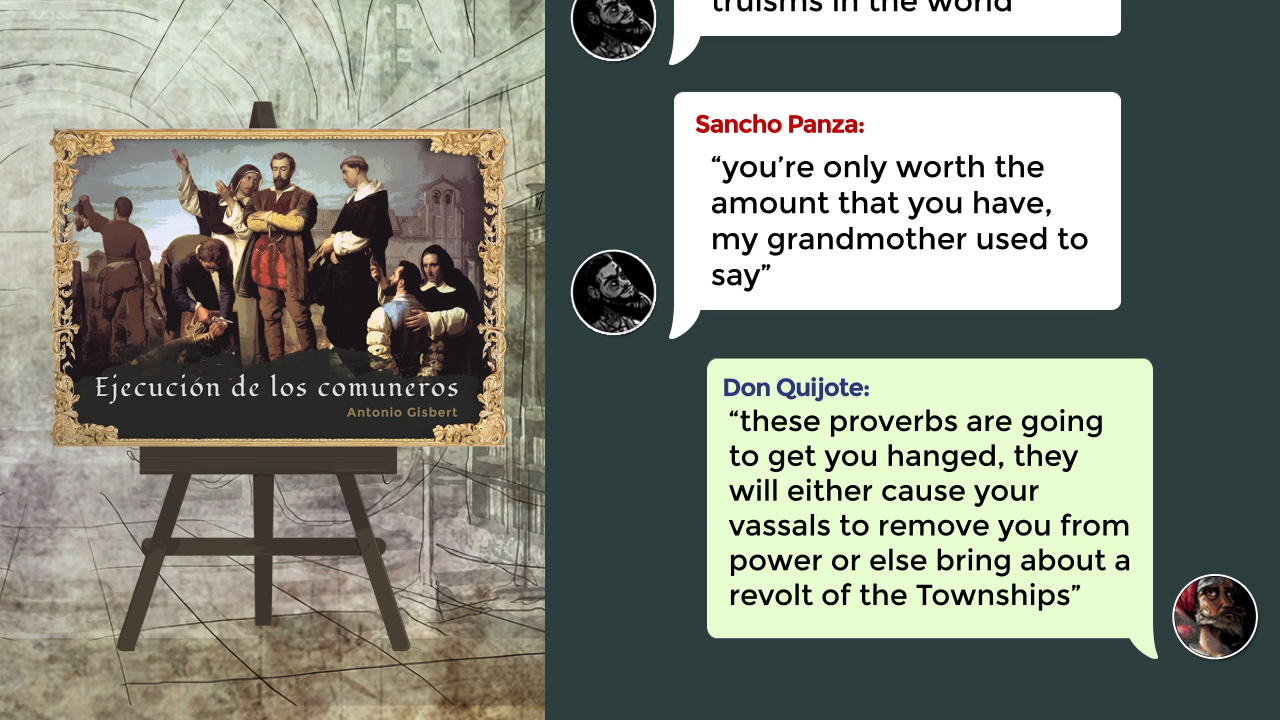 Ejecución de los comuneros
Antonio Gisbert
truisms in the world
Sancho Panza:
“you’re only worth the
amount that you have,
my grandmother used to
say”
Don Quijote:
“these proverbs are going
to get you hanged, they
will either cause your
vassals to remove you from
power or else bring about a
revolt of the Townships”